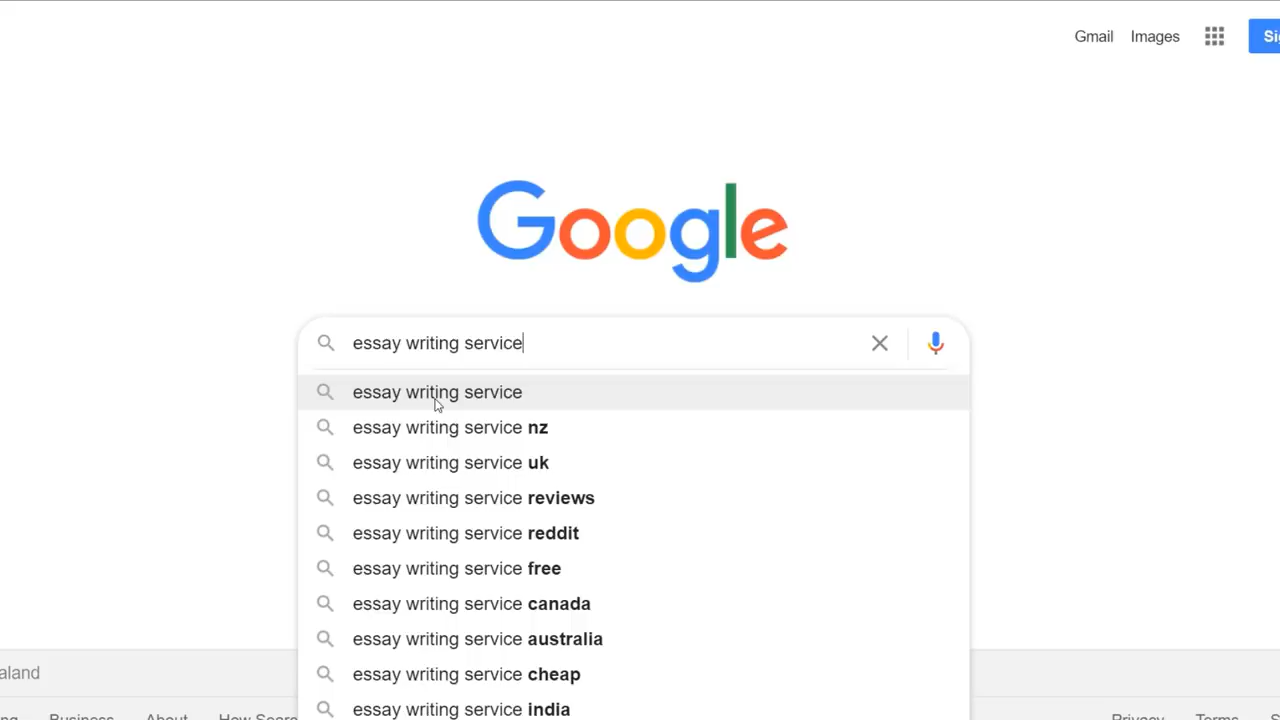 Gmail Images
Google
essay writing service
essay writing service
essay writing service nz
essay writing service uk
essay writing service reviews
essay writing service reddit
essay writing service free
essay writing service canada
essay writing service australia
essay writing service cheap
aland
essay writing service india
Business About How Privacy Terms